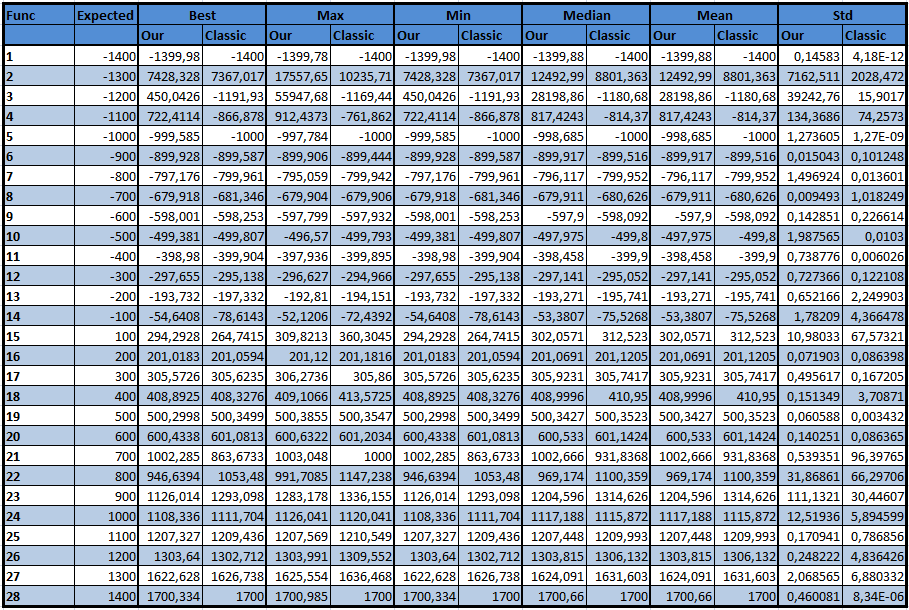 Func Expected Best Max Min Median Mean Std
Our Classic Our Classic Our Classic Our Classic Our Classic Our Classic
1 -1400 -1399,98 -1400 -1399,78 -1400 -1399,98 -1400 -1399,88 -1400 -1399,88 -1400 0,14583 4,18E-12
2 -1300 7428,328 7367,017 17557,65 10235,71 7428,328 7367,017 12492,99 8801,363 12492,99 8801,363 7162,511 2028,472
3 -1200 450,0426 -1191,93 55947,68 -1169,44 450,0426 -1191,93 28198,86 -1180,68 28198,86 -1180,68 39242,76 15,9017
4 -1100 722,4114 -866,878 912,4373 -761,862 722,4114 -866,878 817,4243 -814,37 817,4243 -814,37 134,3686 74,2573
5 -1000 -999,585 -1000 -997,784 -1000 -999,585 -1000 -998,685 -1000 -998,685 -1000 1,273605 1,27E-09
6 -900 -899,928 -899,587 -899,906 -899,444 -899,928 -899,587 -899,917 -899,516 -899,917 -899,516 0,015043 0,101248
7 -800 -797,176 -799,961 -795,059 -799,942 -797,176 -799,961 -796,117 -799,952 -796,117 -799,952 1,496924 0,013601
8 -700 -679,918 -681,346 -679,904 -679,906 -679,918 -681,346 -679,911 -680,626 -679,911 -680,626 0,009493 1,018249
9 -600 -598,001 -598,253 -597,799 -597,932 -598,001 -598,253 -597,9 -598,092 -597,9 -598,092 0,142851 0,226614
10 -500 -499,381 -499,807 -496,57 -499,793 -499,381 -499,807 -497,975 -499,8 -497,975 -499,8 1,987565 0,0103
11 -400 -398,98 -399,904 -397,936 -399,895 -398,98 -399,904 -398,458 -399,9 -398,458 -399,9 0,738776 0,006026
12 -300 -297,655 -295,138 -296,627 -294,966 -297,655 -295,138 -297,141 -295,052 -297,141 -295,052 0,727366 0,122108
13 -200 -193,732 -197,332 -192,81 -194,151 -193,732 -197,332 -193,271 -195,741 -193,271 -195,741 0,652166 2,249903
14 -100 -54,6408 -78,6143 -52,1206 -72,4392 -54,6408 -78,6143 -53,3807 -75,5268 -53,3807 -75,5268 1,78209 4,366478
15 100 294,2928 264,7415 309,8213 360,3045 294,2928 264,7415 302,0571 312,523 302,0571 312,523 10,98033 67,57321
16 200 201,0183 201,0594 201,12 201,1816 201,0183 201,0594 201,0691 201,1205 201,0691 201,1205 0,071903 0,086398
17 300 305,5726 305,6235 306,2736 305,86 305,5726 305,6235 305,9231 305,7417 305,9231 305,7417 0,495617 0,167205
18 400 408,8925 408,3276 409,1066 413,5725 408,8925 408,3276 408,9996 410,95 408,9996 410,95 0,151349 3,70871
19 500 500,2998 500,3499 500,3855 500,3547 500,2998 500,3499 500,3427 500,3523 500,3427 500,3523 0,060588 0,003432
20 600 600,4338 601,0813 600,6322 601,2034 600,4338 601,0813 600,533 601,1424 600,533 601,1424 0,140251 0,086365
21 700 1002,285 863,6733 1003,048 1000 1002,285 863,6733 1002,666 931,8368 1002,666 931,8368 0,539351 96,39765
22 800 946,6394 1053,48 991,7085 1147,238 946,6394 1053,48 969,174 1100,359 969,174 1100,359 31,86861 66,29706
23 900 1126,014 1293,098 1283,178 1336,155 1126,014 1293,098 1204,596 1314,626 1204,596 1314,626 111,1321 30,44607
24 1000 1108,336 1111,704 1126,041 1120,041 1108,336 1111,704 1117,188 1115,872 1117,188 1115,872 12,51936 5,894599
25 1100 1207,327 1209,436 1207,569 1210,549 1207,327 1209,436 1207,448 1209,993 1207,448 1209,993 0,170941 0,786856
26 1200 1303,64 1302,712 1303,991 1309,552 1303,64 1302,712 1303,815 1306,132 1303,815 1306,132 0,248222 4,836426
27 1300 1622,628 1626,738 1625,554 1636,468 1622,628 1626,738 1624,091 1631,603 1624,091 1631,603 2,068565 6,880332
28 1400 1700,334 1700 1700,985 1700 1700,334 1700 1700,66 1700 1700,66 1700 0,460081 8,34E-06